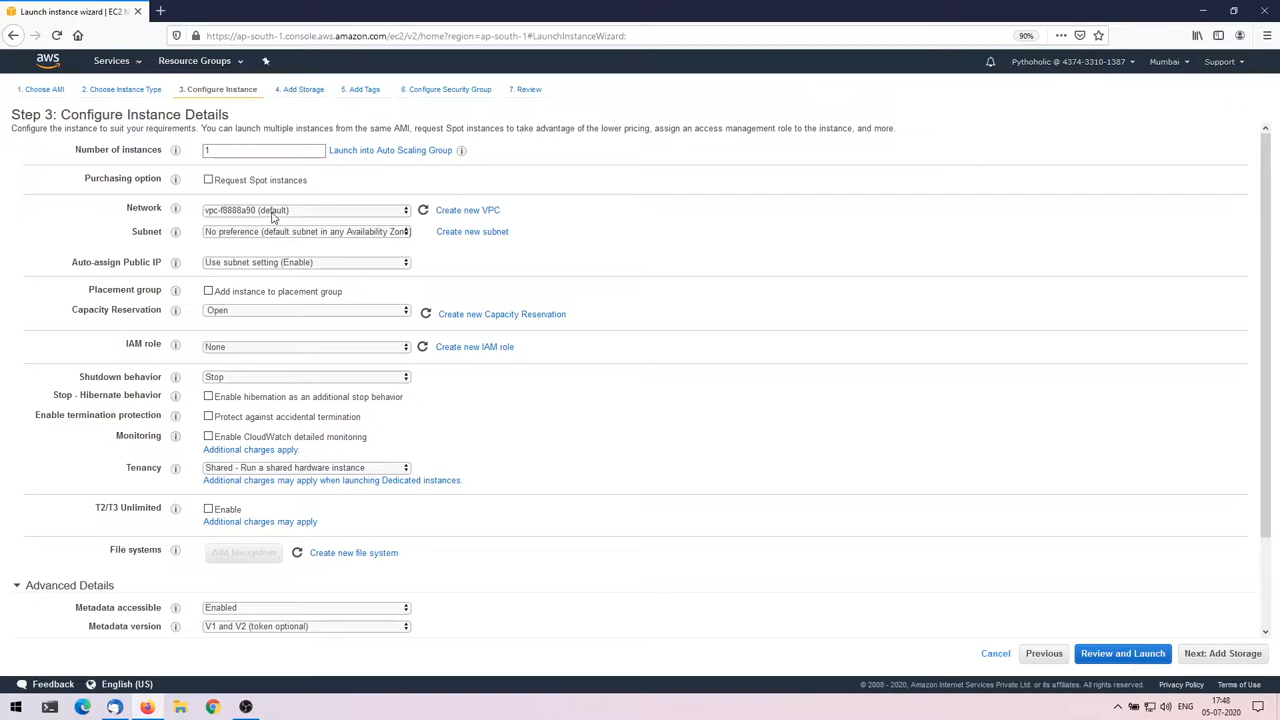 Launch instance wizard | EC2 M
https://ap-south-1.console.aws.amazon.com/ec2/v2/home?region=ap-south-1#LaunchInstanceWizard:
90%
aws
Services
Resource Groups
Pythoholic @ 4374-3310-1387
Mumbai
Support
1. Choose AMI
2. Choose Instance Type
3. Configure Instance
4. Add Storage
5. Add Tags
6. Configure Security Group
7. Review
Step 3: Configure Instance Details
Configure the instance to suit your requirements. You can launch multiple instances from the same AMI, request Spot instances to take advantage of the lower pricing, assign an access management role to the instance, and more.
Number of instances
1
Launch into Auto Scaling Group
Purchasing option
Request Spot instances
Network
vpc-f8888a90 (default)
Create new VPC
Subnet
No preference (default subnet in any Availability Zone)
Create new subnet
Auto-assign Public IP
Use subnet setting (Enable)
Placement group
Add instance to placement group
Capacity Reservation
Open
Create new Capacity Reservation
IAM role
None
Create new IAM role
Shutdown behavior
Stop
Stop - Hibernate behavior
Enable hibernation as an additional stop behavior
Enable termination protection
Protect against accidental termination
Monitoring
Enable CloudWatch detailed monitoring
Additional charges apply.
Tenancy
Shared - Run a shared hardware instance
Additional charges may apply when launching Dedicated instances.
T2/T3 Unlimited
Enable
Additional charges may apply
File systems
Add file system
Create new file system
Advanced Details
Metadata accessible
Enabled
Metadata version
V1 and V2 (token optional)
Cancel
Previous
Review and Launch
Next: Add Storage
Feedback
English (US)
© 2008 - 2020, Amazon Internet Services Private Ltd. or its affiliates. All rights reserved.
Privacy Policy
Terms of Use
ENG
17:48
05-07-2020